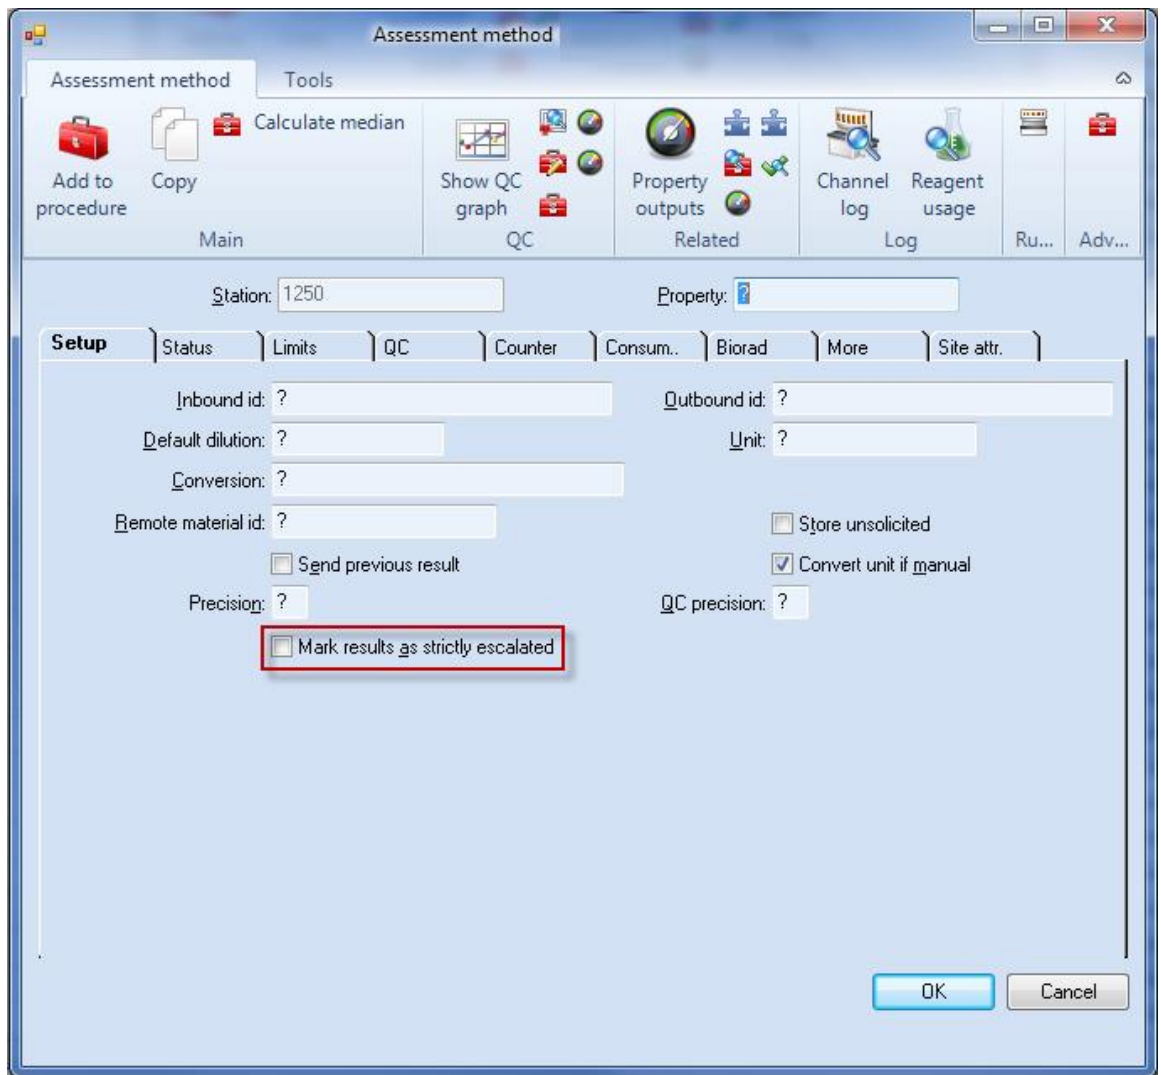 Assessment method
Assessment method Tools
Add to procedure
Copy
Calculate median
Show QC graph
Property outputs
Channel log
Reagent usage
Main QC Related Log Ru... Adv...
Station: 1250 Property: ?
Setup Status Limits QC Counter Consum.. Biorad More Site attr.
Inbound id: ? Outbound id: ?
Default dilution: ? Unit: ?
Conversion: ?
Remote material id: ? Store unsolicited
Send previous result Convert unit if manual
Precision: ? QC precision: ?
Mark results as strictly escalated
OK Cancel